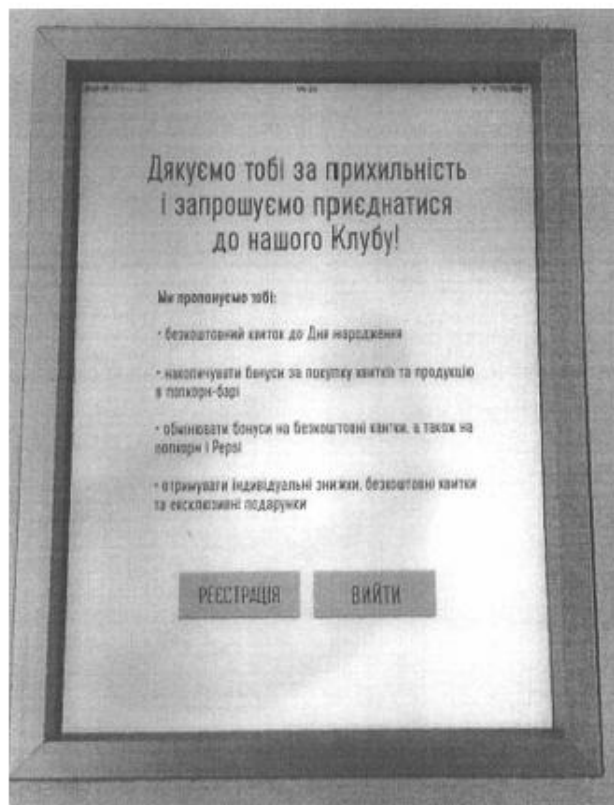 Дякуємо тобі за прихильність
і запрошуємо приєднатися
до нашого Клубу!
Ми пропонуємо тобі:
• безкоштовний квиток до Дня народження
• накопичувати бонуси за покупку квитків та продукцію
в попкорн-барі
• обмінювати бонуси на безкоштовні квитки, а також на
попкорн і Pepsi
• отримувати індивідуальні знижки, безкоштовні квитки
та ексклюзивні подарунки
РЕЄСТРАЦІЯ ВИЙТИ